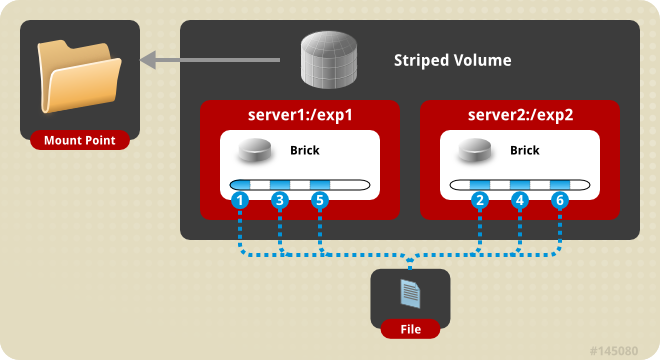 Striped Volume
Mount Point
server1:/exp1
server2:/exp2
Brick
Brick
1
3
5
2
4
6
File
#145080